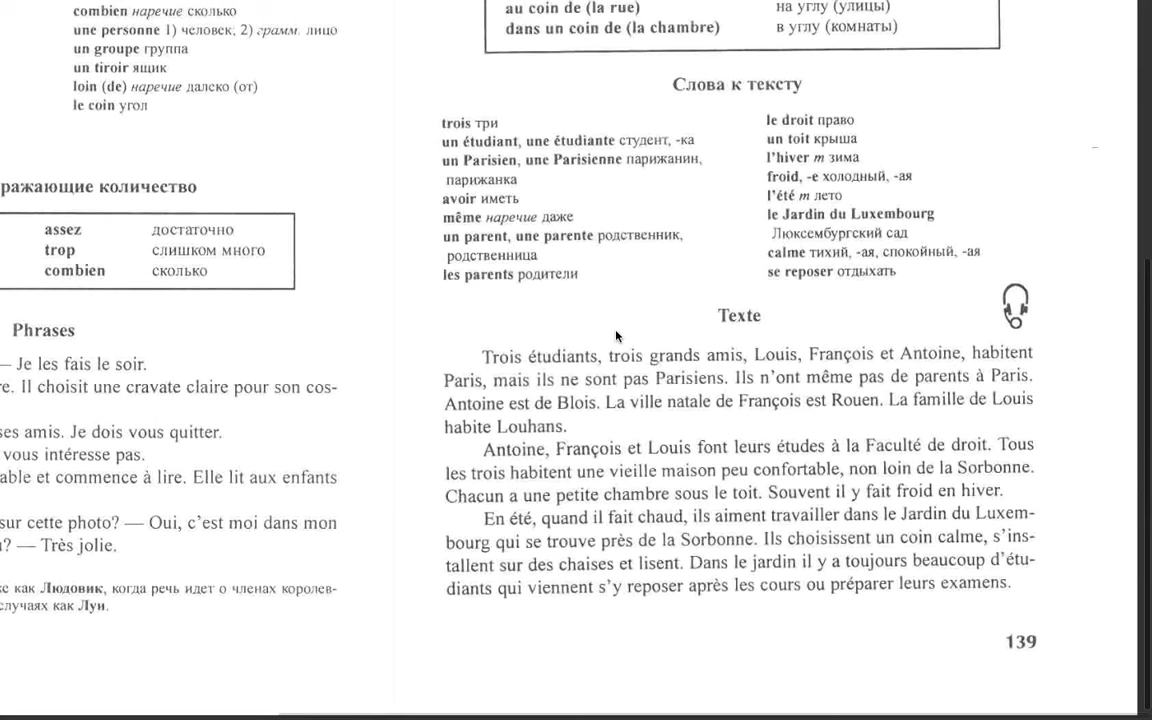 combien наречие сколько
une personne 1) человек; 2) грамм. лицо
un groupe группа
un tiroir ящик
loin (de) наречие далеко (от)
le coin угол
ражающие количество
assez достаточно
trop слишком много
combien сколько
Phrases
— Je les fais le soir.
re. Il choisit une cravate claire pour son cos-
ses amis. Je dois vous quitter.
vous intéresse pas.
able et commence à lire. Elle lit aux enfants
sur cette photo? — Oui, c’est moi dans mon
u? — Très jolie.
же как Людовик, когда речь идет о членах королев-
случаях как Луи.
au coin de (la rue) на углу (улицы)
dans un coin de (la chambre) в углу (комнаты)
Слова к тексту
trois три
un étudiant, une étudiante студент, -ка
un Parisien, une Parisienne парижанин,
парижанка
avoir иметь
même наречие даже
un parent, une parente родственник,
родственница
les parents родители
le droit право
un toit крыша
l’hiver m зима
froid, -e холодный, -ая
l’été m лето
le Jardin du Luxembourg
Люксембургский сад
calme тихий, -ая, спокойный, -ая
se reposer отдыхать
Texte
Trois étudiants, trois grands amis, Louis, François et Antoine, habitent
Paris, mais ils ne sont pas Parisiens. Ils n’ont même pas de parents à Paris.
Antoine est de Blois. La ville natale de François est Rouen. La famille de Louis
habite Louhans.
Antoine, François et Louis font leurs études à la Faculté de droit. Tous
les trois habitent une vieille maison peu confortable, non loin de la Sorbonne.
Chacun a une petite chambre sous le toit. Souvent il y fait froid en hiver.
En été, quand il fait chaud, ils aiment travailler dans le Jardin du Luxem-
bourg qui se trouve près de la Sorbonne. Ils choisissent un coin calme, s’ins-
tallent sur des chaises et lisent. Dans le jardin il y a toujours beaucoup d’étu-
diants qui viennent s’y reposer après les cours ou préparer leurs examens.
139